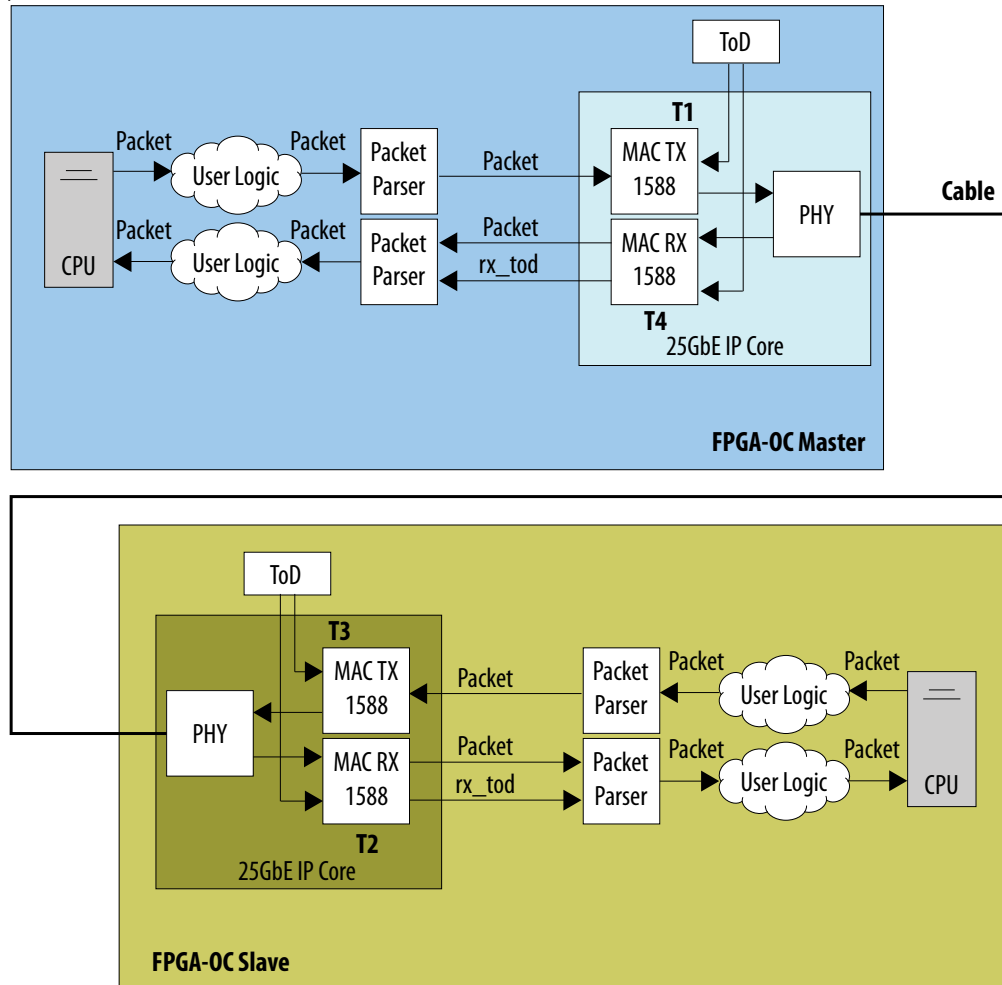 ToD
T1
Packet
Packet
Packet
Parser
Packet
MAC TX
1588
User Logic
PHY
Cable
Packet
Packet
Packet
Parser
Packet
rx_tod
MAC RX
1588
User Logic
CPU
T4
25GbE IP Core
FPGA-OC Master
ToD
T3
MAC TX
1588
Packet
Packet
Parser
Packet
User Logic
Packet
PHY
MAC RX
1588
Packet
rx_tod
Packet
Parser
Packet
User Logic
Packet
CPU
T2
25GbE IP Core
FPGA-OC Slave